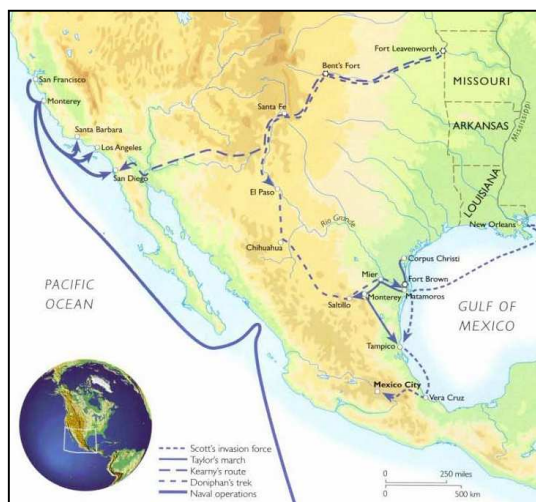 Fort Leavenworth
Bent's Fort
San Francisco
MISSOURI
Monterey
Santa Fe
Mississippi
Santa Barbara
ARKANSAS
Los Angeles
San Diego
El Paso
LOUISIANA
New Orleans
Rio Grande
Chihuahua
Corpus Christi
PACIFIC
OCEAN
Mier
Fort Brown
Saltillo
Monterey
Matamoros
GULF OF
MEXICO
Tampico
Mexico City
Vera Cruz
Scott's invasion force
Taylor's march
Kearny's route
Doniphan's trek
Naval operations
0 250 miles
0 500 km